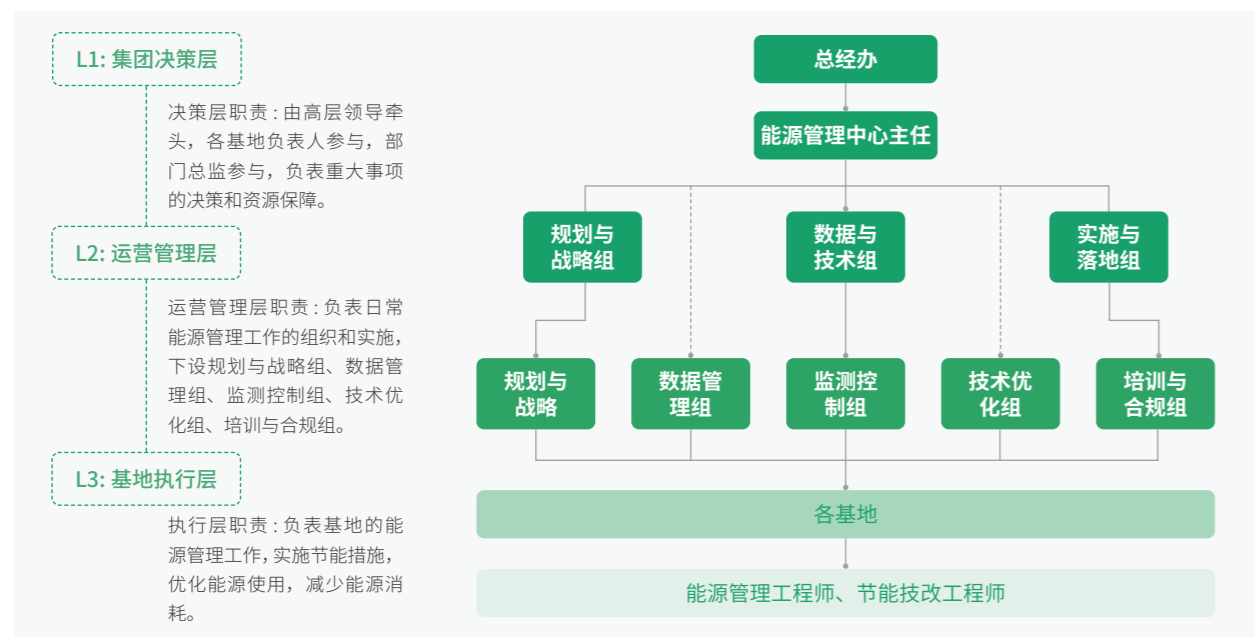 L1: 集团决策层
决策层职责：由高层领导牵
头，各基地负表人参与，部
门总监参与，负表重大事项
的决策和资源保障。
L2: 运营管理层
运营管理层职责：负表日常
能源管理工作的组织和实施，
下设规划与战略组、数据管
理组、监测控制组、技术优
化组、培训与合规组。
L3: 基地执行层
执行层职责：负表基地的能
源管理工作，实施节能措施，
优化能源使用，减少能源消
耗。
总经办
能源管理中心主任
规划与
战略组
数据与
技术组
实施与
落地组
规划与
战略
数据管
理组
监测控
制组
技术优
化组
培训与
合规组
各基地
能源管理工程师、节能技改工程师